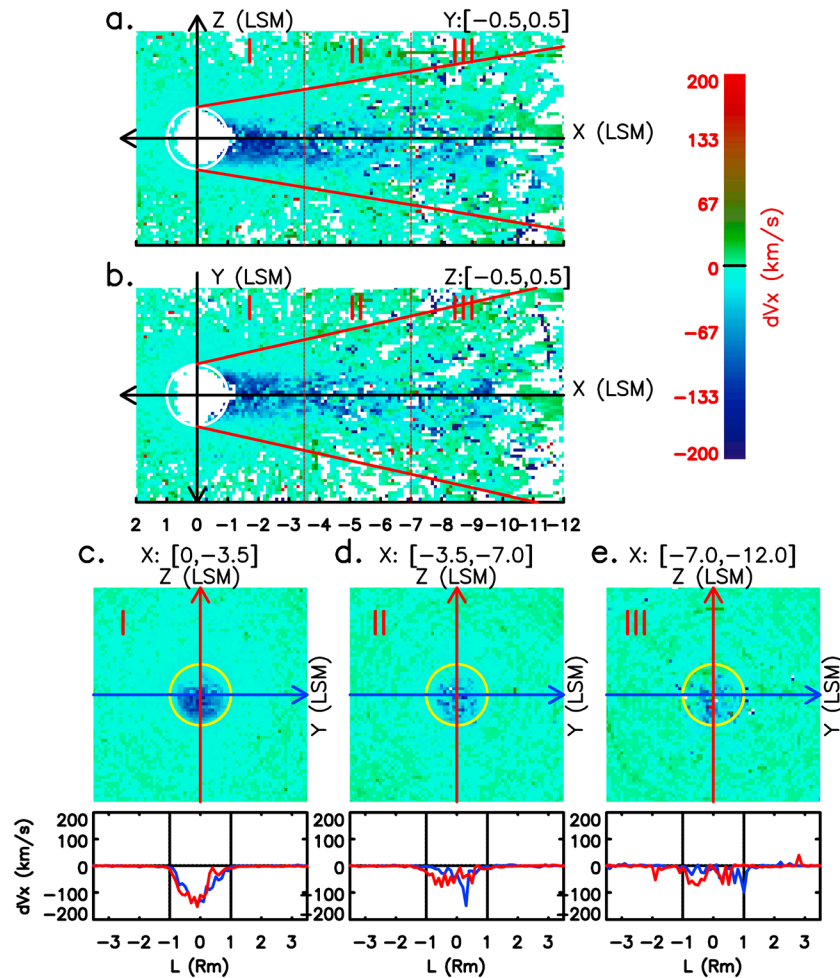 a. Z (LSM) Y:[-0.5,0.5]
I II III
X (LSM)
b. Y (LSM) Z:[-0.5,0.5]
I II III
X (LSM)
2 1 0 -1 -2 -3 -4 -5 -6 -7 -8 -9 -10 -11 -12
200
133
67
0
-67
-133
-200
dVx (km/s)
c. X: [0,-3.5]
Z (LSM)
I
Y (LSM)
d. X: [-3.5,-7.0]
Z (LSM)
II
Y (LSM)
e. X: [-7.0,-12.0]
Z (LSM)
III
Y (LSM)
dVx (km/s)
200
100
0
-100
-200
-3 -2 -1 0 1 2 3
L (Rm)
200
100
0
-100
-200
-3 -2 -1 0 1 2 3
L (Rm)
200
100
0
-100
-200
-3 -2 -1 0 1 2 3
L (Rm)